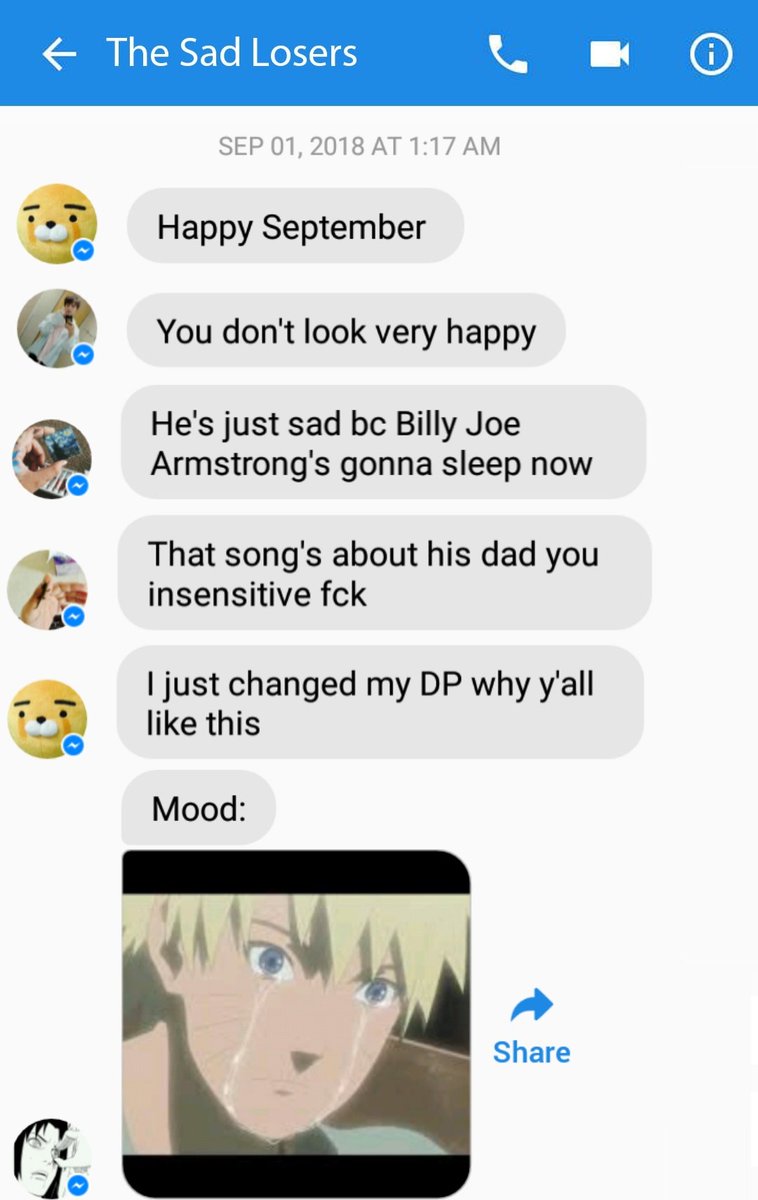 The Sad Losers
SEP 01, 2018 AT 1:17 AM
Happy September
You don't look very happy
He's just sad bc Billy Joe
Armstrong's gonna sleep now
That song's about his dad you
insensitive fck
I just changed my DP why y'all
like this
Mood:
Share